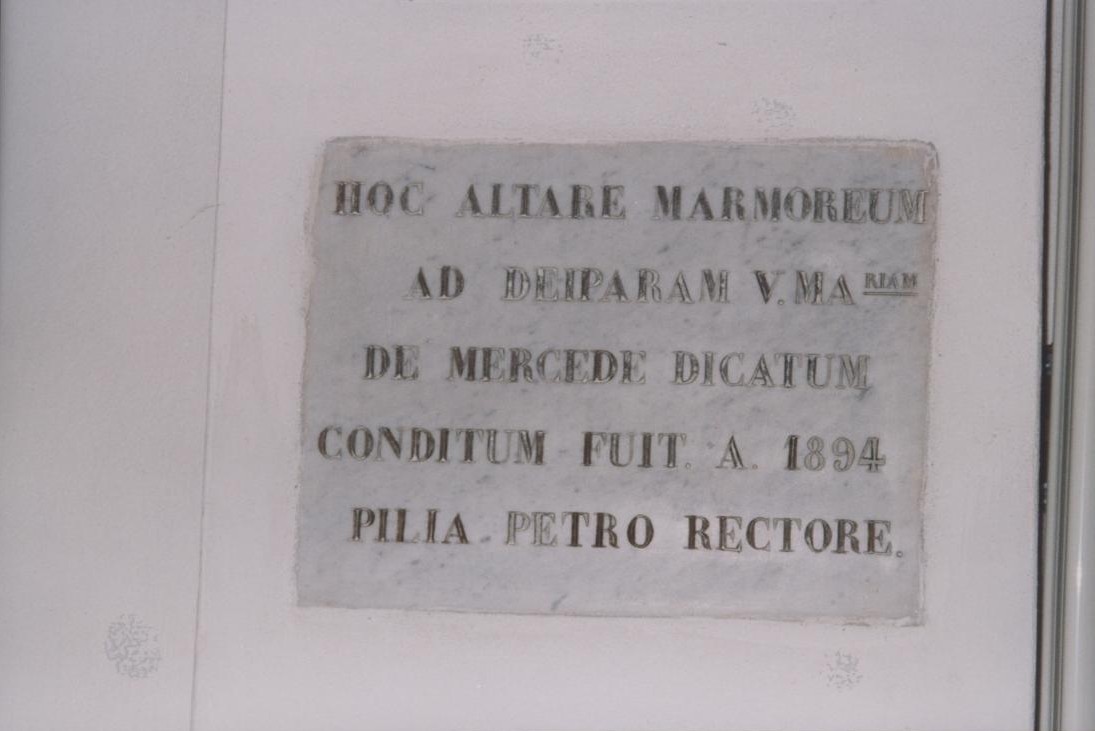 HOC ALTARE MARMOREUM
AD DEIPARAM V. MARIAM
DE MERCEDE DICATUM
CONDITUM FUIT. A. 1894
PILIA PETRO RECTORE.